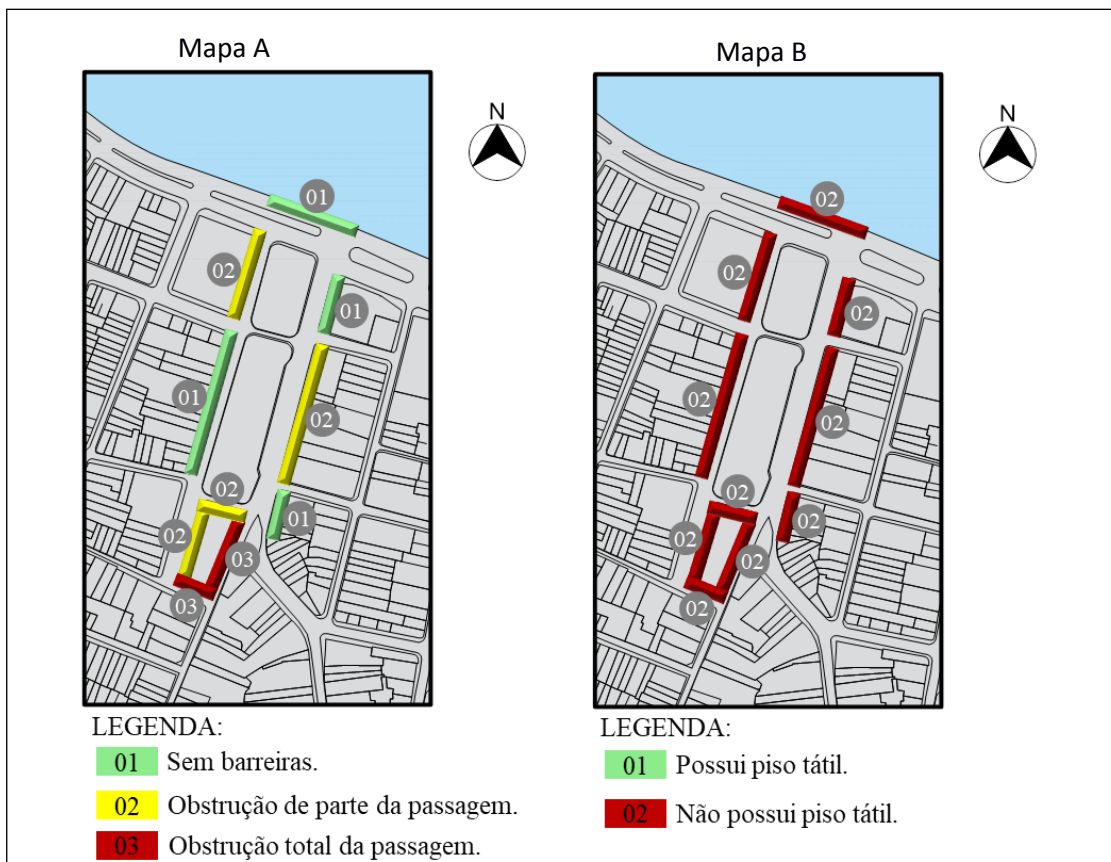 Mapa A
Mapa B
N
N
01
02
01
01
02
02
01
02
03
03
02
02
02
02
02
02
02
02
02
02
LEGENDA:
01 Sem barreiras.
02 Obstrução de parte da passagem.
03 Obstrução total da passagem.
LEGENDA:
01 Possui piso tátil.
02 Não possui piso tátil.